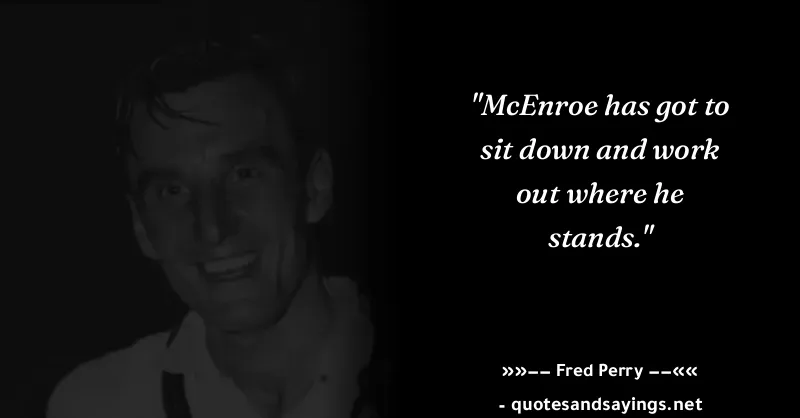 "McEnroe has got to
sit down and work
out where he
stands."
»»−− Fred Perry −−««
- quotesandsayings.net